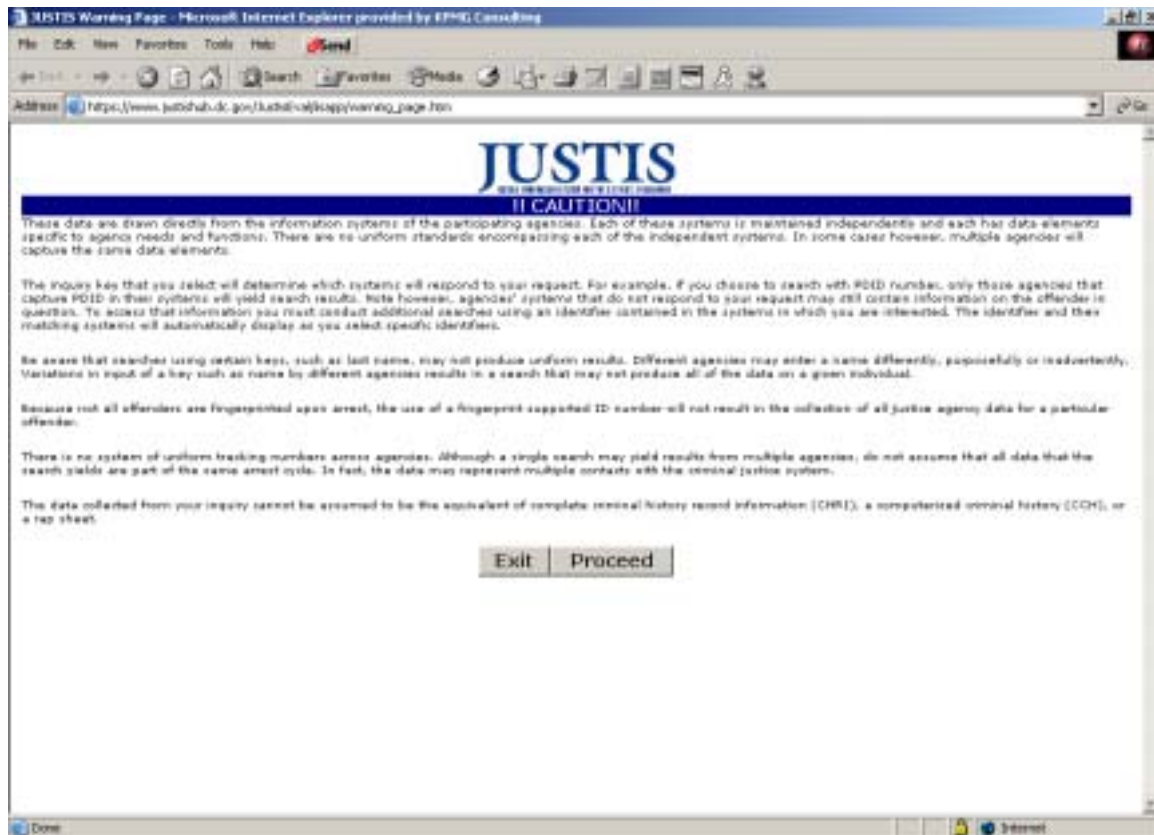 JUSTIS Warning Page - Microsoft Internet Explorer provided by KPMG Consulting
File Edit View Favorites Tools Help Send
Search Favorites Media
Address https://www.justishub.dc.gov/ Go
JUSTIS
!! CAUTION!!
These data are drawn directly from the information systems of the participating agencies. Each of these systems is maintained independently and each has data elements
specific to agency needs and functions. There are no uniform standards encompassing each of the independent systems. In some cases however, multiple agencies will
capture the same data elements.
The inquiry key that you select will determine which systems will respond to your request. For example, if you choose to search with PDID number, only those agencies that
capture PDID in their systems will yield search results. Note however, agencies' systems that do not respond to your request may still contain information on the offender in
question. To access that information you must conduct additional searches using an identifier contained in the systems in which you are interested. The identifier and their
matching systems will automatically display as you select specific identifiers.
Be aware that searches using certain keys, such as last name, may not produce uniform results. Different agencies may enter a name differently, purposefully or inadvertently.
Variations in input of a key such as name by different agencies results in a search that may not produce all of the data on a given individual.
Because not all offenders are fingerprinted upon arrest, the use of a fingerprint supported ID number will not result in the collection of all justice agency data for a particular
offender.
There is no system of uniform tracking numbers across agencies. Although a single search may yield results from multiple agencies, do not assume that all data that the
search yields are part of the same arrest cycle. In fact, the data may represent multiple contacts with the criminal justice system.
The data collected from your inquiry cannot be assumed to be the equivalent of complete criminal history record information (CHRI), a computerized criminal history (CCH), or
a rap sheet.
Exit Proceed
Done Internet